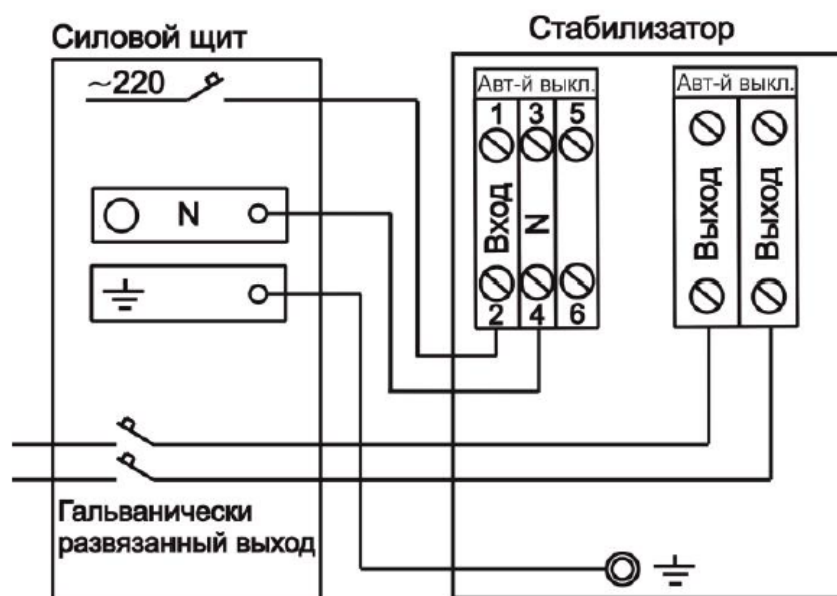 Силовой щит
Стабилизатор
~220
Авт-й выкл.
Авт-й выкл.
1 3 5
Вход
N
2 4 6
Выход
Выход
N
Гальванически
развязанный выход